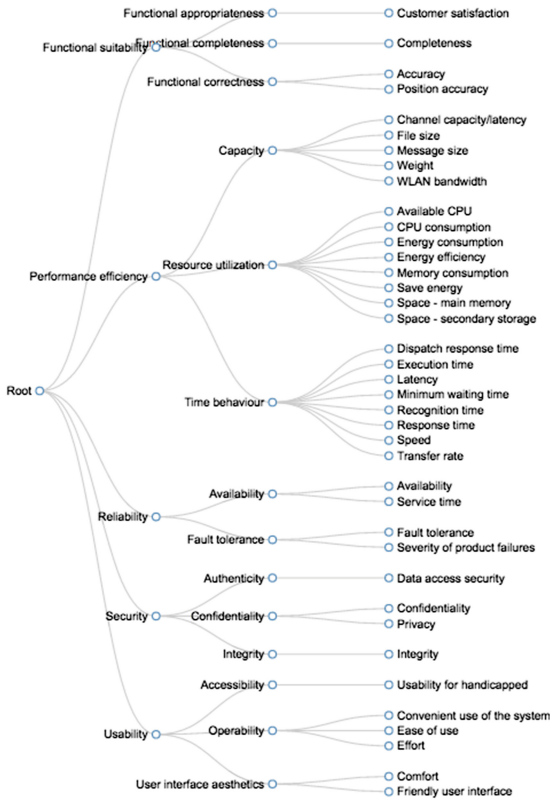 Functional appropriateness
Customer satisfaction
Functional suitability
Functional completeness
Completeness
Functional correctness
Accuracy
Position accuracy
Capacity
Channel capacity/latency
File size
Message size
Weight
WLAN bandwidth
Performance efficiency
Resource utilization
Available CPU
CPU consumption
Energy consumption
Energy efficiency
Memory consumption
Save energy
Space - main memory
Space - secondary storage
Root
Time behaviour
Dispatch response time
Execution time
Latency
Minimum waiting time
Recognition time
Response time
Speed
Transfer rate
Reliability
Availability
Availability
Service time
Fault tolerance
Fault tolerance
Severity of product failures
Security
Authenticity
Data access security
Confidentiality
Confidentiality
Privacy
Integrity
Integrity
Usability
Accessibility
Usability for handicapped
Operability
Convenient use of the system
Ease of use
Effort
User interface aesthetics
Comfort
Friendly user interface